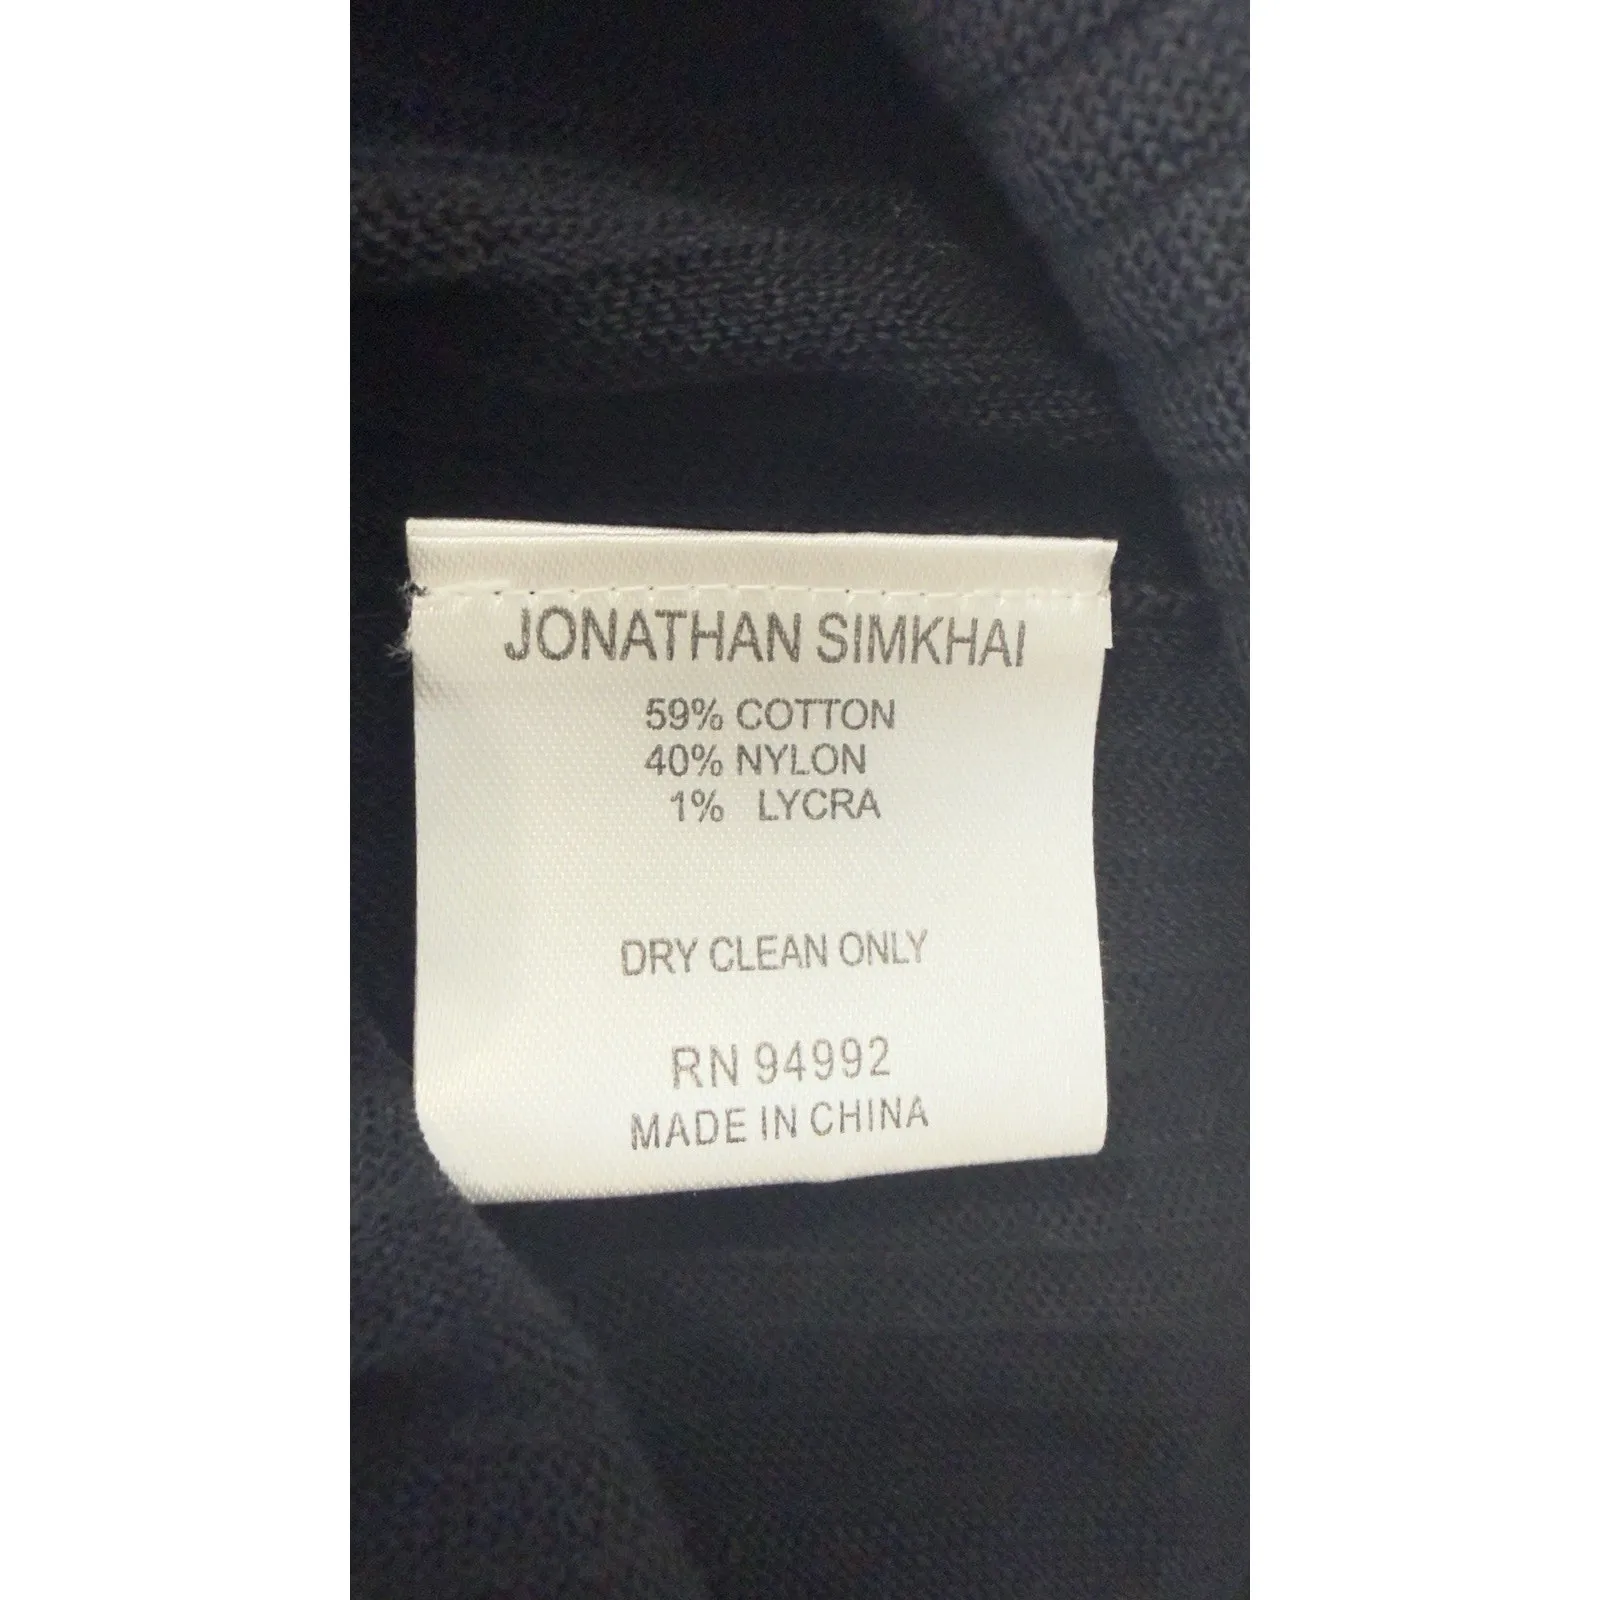 JONATHAN SIMKHAI
59% COTTON
40% NYLON
1% LYCRA
DRY CLEAN ONLY
RN 94992
MADE IN CHINA